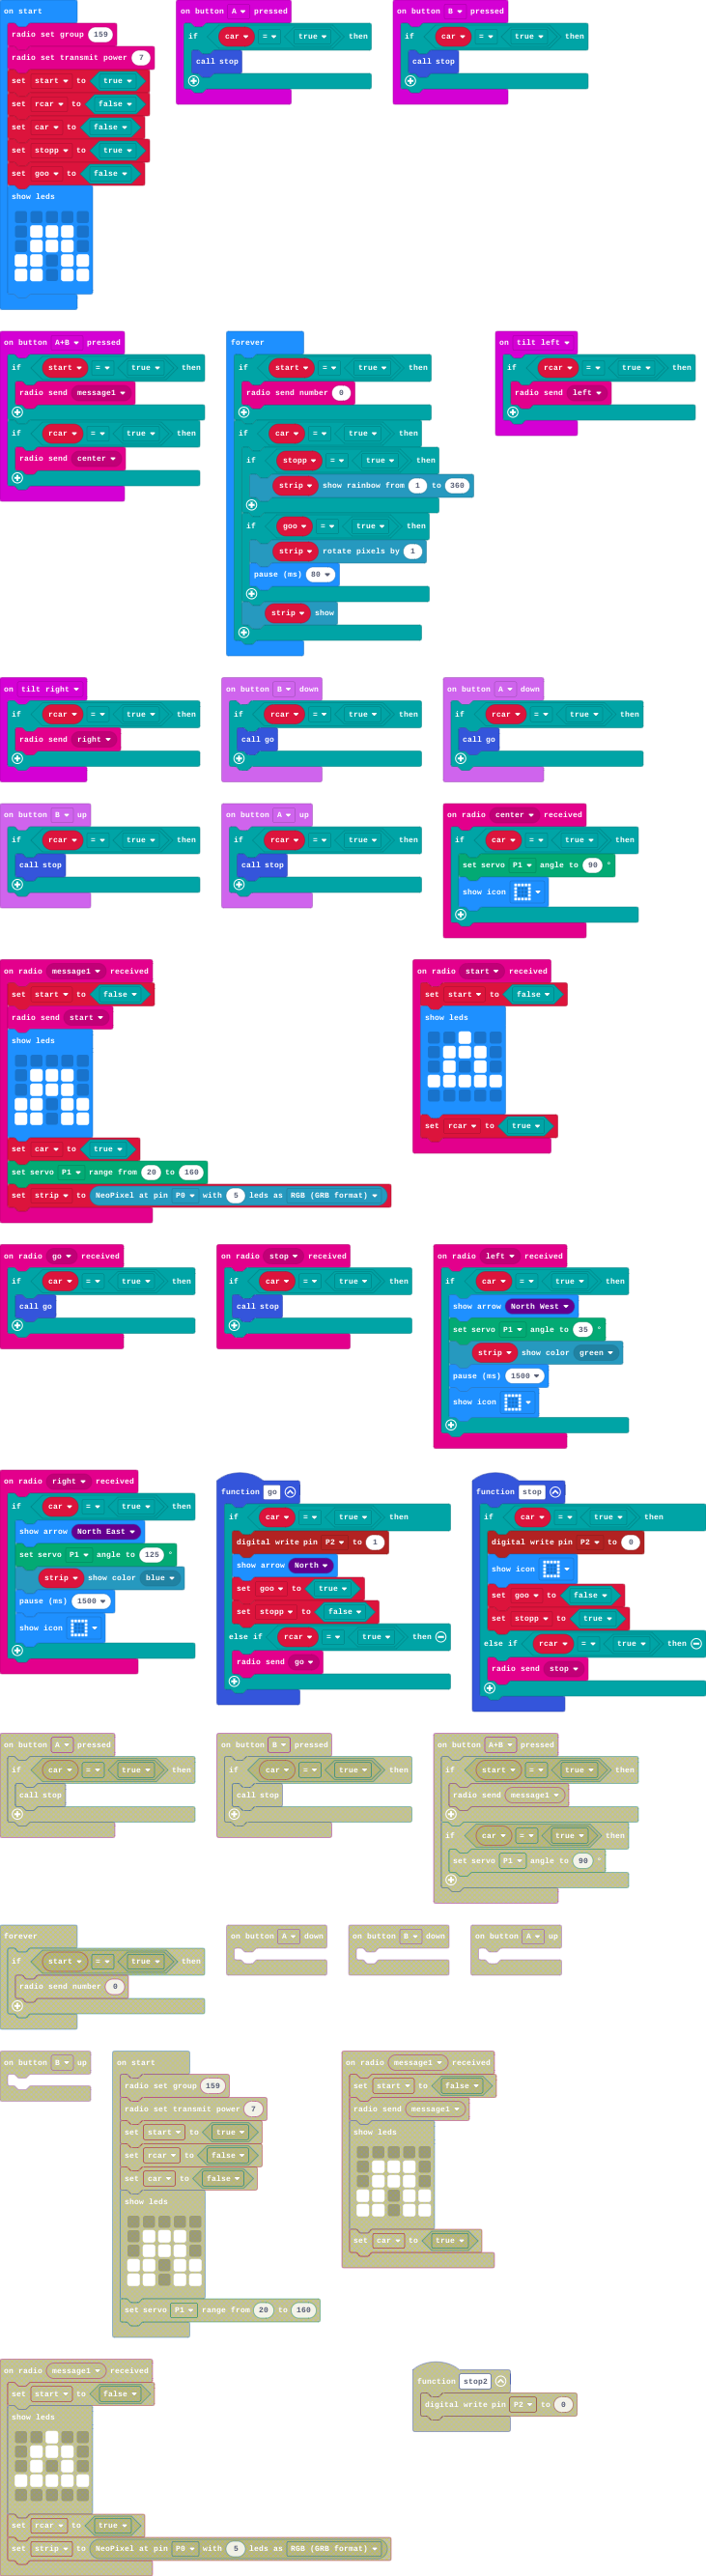 on start
radio set group 159
radio set transmit power 7
set start to true
set rcar to false
set car to false
set stopp to true
set goo to false
show leds
on button A pressed
if car = true then
call stop
on button B pressed
if car = true then
call stop
on button A+B pressed
if start = true then
radio send message1
if rcar = true then
radio send center
forever
if start = true then
radio send number 0
if car = true then
if stopp = true then
strip show rainbow from 1 to 360
if goo = true then
strip rotate pixels by 1
pause (ms) 80
strip show
on tilt left
if rcar = true then
radio send left
on tilt right
if rcar = true then
radio send right
on button B down
if rcar = true then
call go
on button A down
if rcar = true then
call go
on button B up
if rcar = true then
call stop
on button A up
if rcar = true then
call stop
on radio center received
if car = true then
set servo P1 angle to 90 °
show icon
on radio message1 received
set start to false
radio send start
show leds
set car to true
set servo P1 range from 20 to 160
set strip to NeoPixel at pin P0 with 5 leds as RGB (GRB format)
on radio start received
set start to false
show leds
set rcar to true
on radio go received
if car = true then
call go
on radio stop received
if car = true then
call stop
on radio left received
if car = true then
show arrow North West
set servo P1 angle to 35 °
strip show color green
pause (ms) 1500
show icon
on radio right received
if car = true then
show arrow North East
set servo P1 angle to 125 °
strip show color blue
pause (ms) 1500
show icon
function go
if car = true then
digital write pin P2 to 1
show arrow North
set goo to true
set stopp to false
else if rcar = true then
radio send go
function stop
if car = true then
digital write pin P2 to 0
show icon
set goo to false
set stopp to true
else if rcar = true then
radio send stop
on button A pressed
if car = true then
call stop
on button B pressed
if car = true then
call stop
on button A+B pressed
if start = true then
radio send message1
if car = true then
set servo P1 angle to 90 °
forever
if start = true then
radio send number 0
on button A down
on button B down
on button A up
on button B up
on start
radio set group 159
radio set transmit power 7
set start to true
set rcar to false
set car to false
show leds
set servo P1 range from 20 to 160
on radio message1 received
set start to false
radio send message1
show leds
set car to true
on radio message1 received
set start to false
show leds
set rcar to true
set strip to NeoPixel at pin P0 with 5 leds as RGB (GRB format)
function stop2
digital write pin P2 to 0